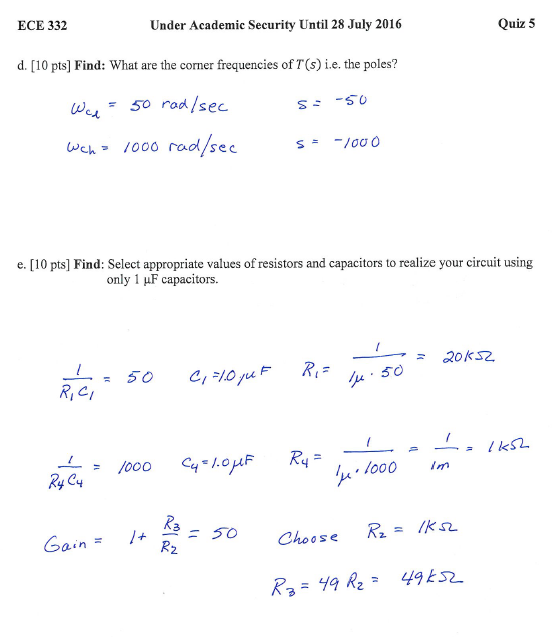 ECE 332 Under Academic Security Until 28 July 2016 Quiz 5
d. [10 pts] Find: What are the corner frequencies of T(s) i.e. the poles?
ω_cl = 50 rad/sec s = -50
ω_ch = 1000 rad/sec s = -1000
e. [10 pts] Find: Select appropriate values of resistors and capacitors to realize your circuit using
only 1 μF capacitors.
1/(R₁C₁) = 50 C₁ = 1.0 μF R₁ = 1/(1μ · 50) = 20KΩ
1/(R₄C₄) = 1000 C₄ = 1.0 μF R₄ = 1/(1μ · 1000) = 1/1m = 1KΩ
Gain = 1 + R₃/R₂ = 50 Choose R₂ = 1KΩ
R₃ = 49 R₂ = 49KΩ